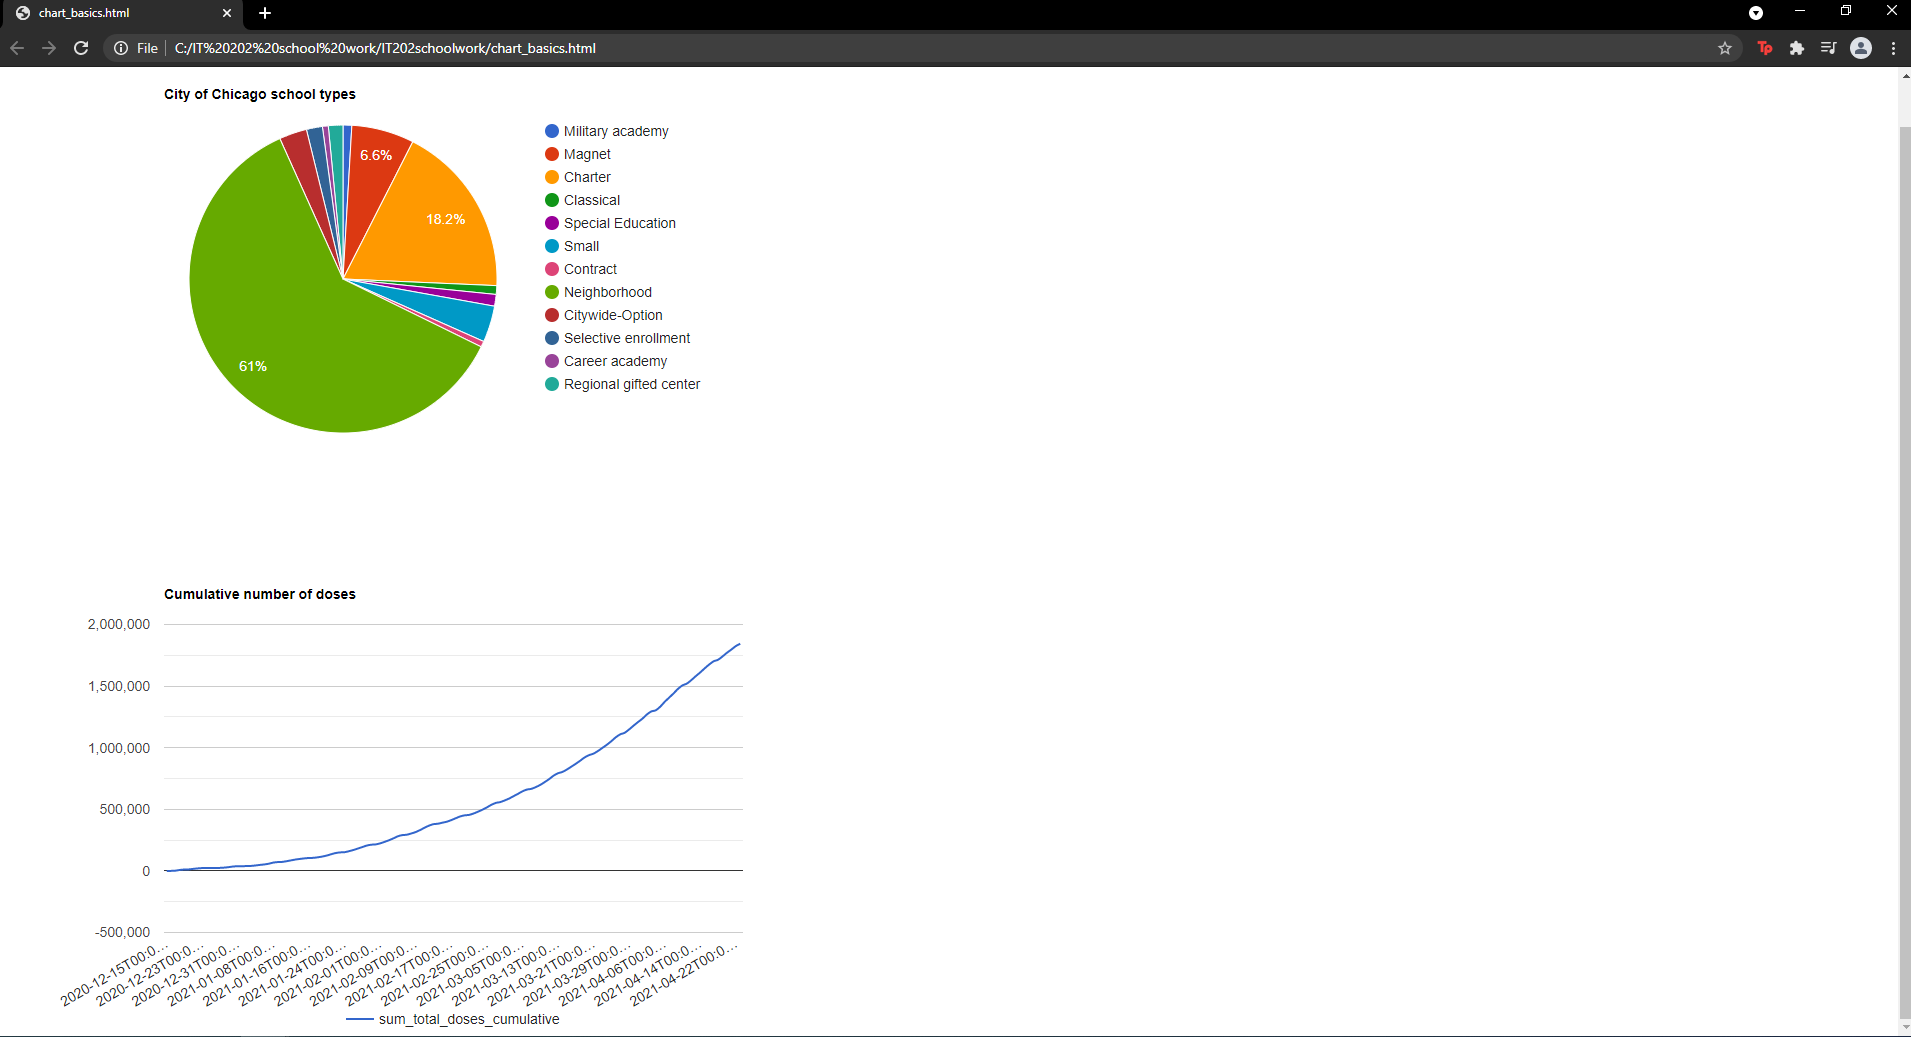 chart_basics.html
File
C:/IT%20202%20school%20work/IT202schoolwork/chart_basics.html
Tp
City of Chicago school types
6.6%
18.2%
61%
Military academy
Magnet
Charter
Classical
Special Education
Small
Contract
Neighborhood
Citywide-Option
Selective enrollment
Career academy
Regional gifted center
Cumulative number of doses
2,000,000
1,500,000
1,000,000
500,000
0
-500,000
2020-12-15T00:0...
2020-12-23T00:0...
2020-12-31T00:0...
2021-01-08T00:0...
2021-01-16T00:0...
2021-01-24T00:0...
2021-02-01T00:0...
2021-02-09T00:0...
2021-02-17T00:0...
2021-02-25T00:0...
2021-03-05T00:0...
2021-03-13T00:0...
2021-03-21T00:0...
2021-03-29T00:0...
2021-04-06T00:0...
2021-04-14T00:0...
2021-04-22T00:0...
sum_total_doses_cumulative